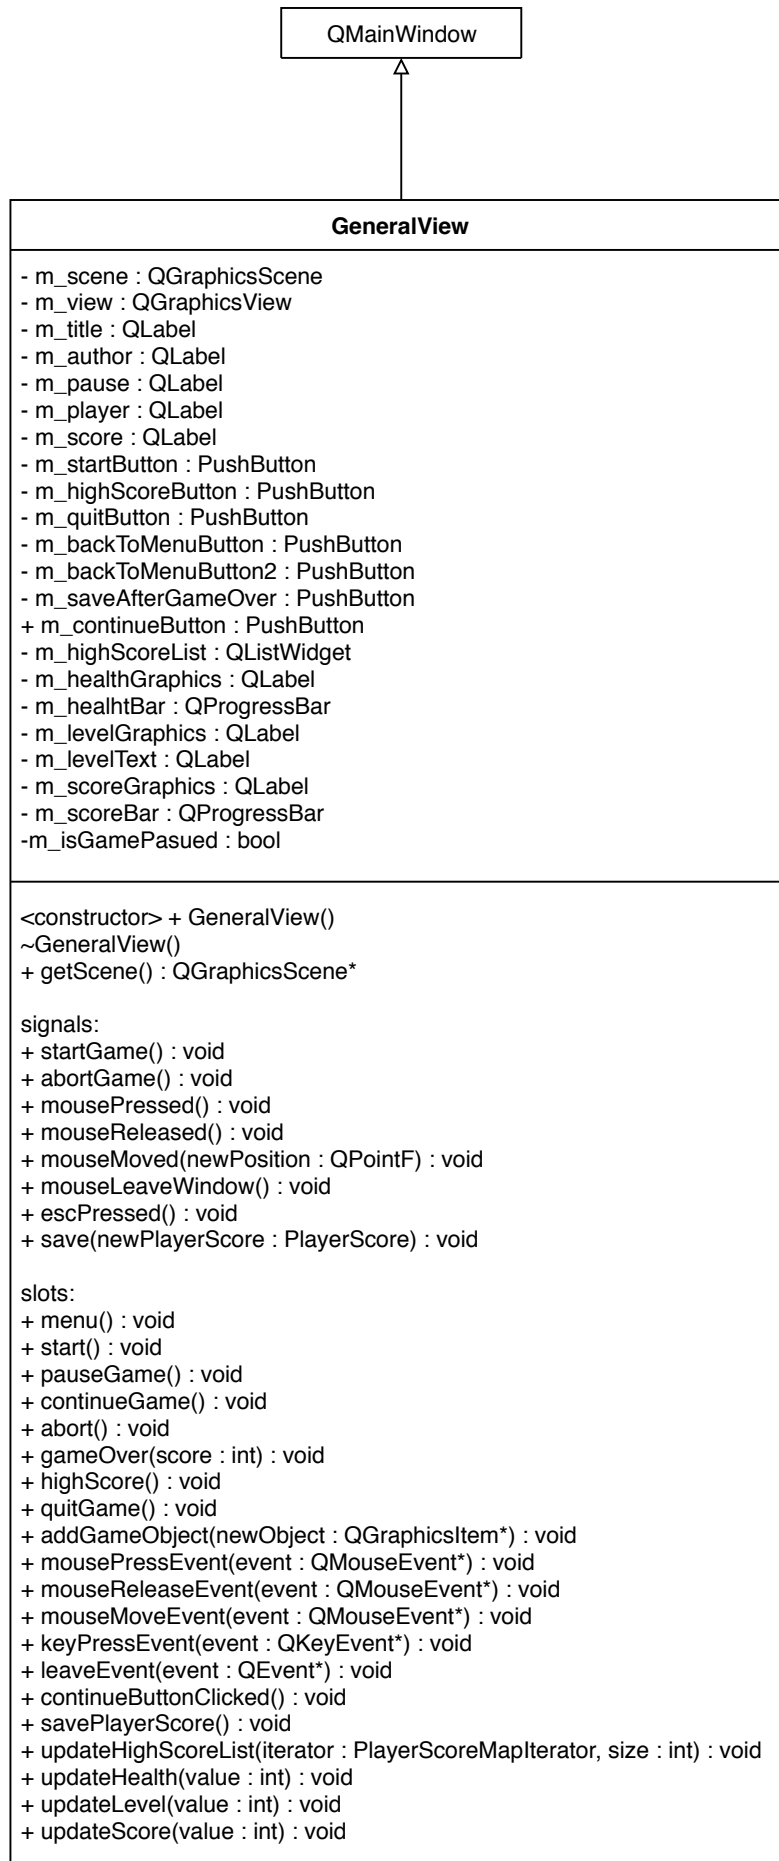 QMainWindow
GeneralView
- m_scene : QGraphicsScene
- m_view : QGraphicsView
- m_title : QLabel
- m_author : QLabel
- m_pause : QLabel
- m_player : QLabel
- m_score : QLabel
- m_startButton : PushButton
- m_highScoreButton : PushButton
- m_quitButton : PushButton
- m_backToMenuButton : PushButton
- m_backToMenuButton2 : PushButton
- m_saveAfterGameOver : PushButton
+ m_continueButton : PushButton
- m_highScoreList : QListWidget
- m_healthGraphics : QLabel
- m_healhtBar : QProgressBar
- m_levelGraphics : QLabel
- m_levelText : QLabel
- m_scoreGraphics : QLabel
- m_scoreBar : QProgressBar
-m_isGamePasued : bool
<constructor> + GeneralView()
~GeneralView()
+ getScene() : QGraphicsScene*
signals:
+ startGame() : void
+ abortGame() : void
+ mousePressed() : void
+ mouseReleased() : void
+ mouseMoved(newPosition : QPointF) : void
+ mouseLeaveWindow() : void
+ escPressed() : void
+ save(newPlayerScore : PlayerScore) : void
slots:
+ menu() : void
+ start() : void
+ pauseGame() : void
+ continueGame() : void
+ abort() : void
+ gameOver(score : int) : void
+ highScore() : void
+ quitGame() : void
+ addGameObject(newObject : QGraphicsItem*) : void
+ mousePressEvent(event : QMouseEvent*) : void
+ mouseReleaseEvent(event : QMouseEvent*) : void
+ mouseMoveEvent(event : QMouseEvent*) : void
+ keyPressEvent(event : QKeyEvent*) : void
+ leaveEvent(event : QEvent*) : void
+ continueButtonClicked() : void
+ savePlayerScore() : void
+ updateHighScoreList(iterator : PlayerScoreMapIterator, size : int) : void
+ updateHealth(value : int) : void
+ updateLevel(value : int) : void
+ updateScore(value : int) : void